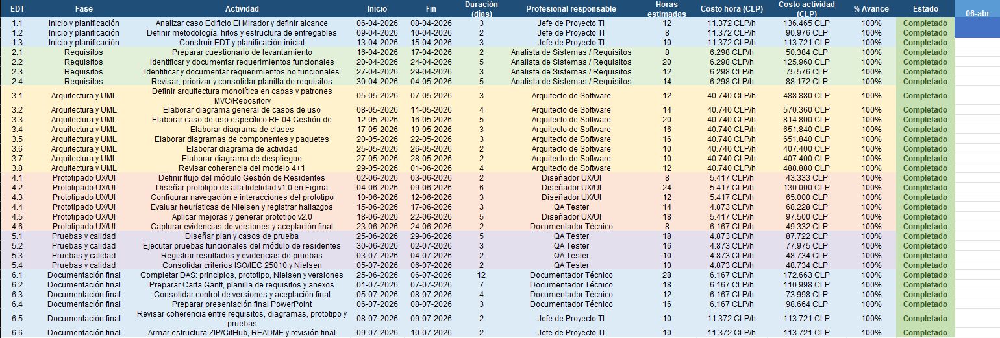 EDT Fase Actividad Inicio Fin Duración (días) Profesional responsable Horas estimadas Costo hora (CLP) Costo actividad (CLP) % Avance Estado 06-abr
1.1 Inicio y planificación Analizar caso Edificio El Mirador y definir alcance 06-04-2026 08-04-2026 3 Jefe de Proyecto TI 12 11.372 CLP/h 136.465 CLP 100% Completado
1.2 Inicio y planificación Definir metodología, hitos y estructura de entregables 09-04-2026 10-04-2026 2 Jefe de Proyecto TI 8 11.372 CLP/h 90.976 CLP 100% Completado
1.3 Inicio y planificación Construir EDT y planificación inicial 13-04-2026 15-04-2026 3 Jefe de Proyecto TI 10 11.372 CLP/h 113.721 CLP 100% Completado
2.1 Requisitos Preparar cuestionario de levantamiento 16-04-2026 17-04-2026 2 Analista de Sistemas / Requisitos 8 6.298 CLP/h 50.384 CLP 100% Completado
2.2 Requisitos Identificar y documentar requerimientos funcionales 20-04-2026 24-04-2026 5 Analista de Sistemas / Requisitos 20 6.298 CLP/h 125.960 CLP 100% Completado
2.3 Requisitos Identificar y documentar requerimientos no funcionales 27-04-2026 29-04-2026 3 Analista de Sistemas / Requisitos 12 6.298 CLP/h 75.576 CLP 100% Completado
2.4 Requisitos Revisar, priorizar y consolidar planilla de requisitos 30-04-2026 04-05-2026 5 Analista de Sistemas / Requisitos 14 6.298 CLP/h 88.172 CLP 100% Completado
3.1 Arquitectura y UML Definir arquitectura monolítica en capas y patrones MVC/Repository 05-05-2026 07-05-2026 3 Arquitecto de Software 12 40.740 CLP/h 488.880 CLP 100% Completado
3.2 Arquitectura y UML Elaborar diagrama general de casos de uso 08-05-2026 11-05-2026 4 Arquitecto de Software 14 40.740 CLP/h 570.360 CLP 100% Completado
3.3 Arquitectura y UML Elaborar caso de uso específico RF-04 Gestión de 12-05-2026 16-05-2026 5 Arquitecto de Software 20 40.740 CLP/h 814.800 CLP 100% Completado
3.4 Arquitectura y UML Elaborar diagrama de clases 17-05-2026 19-05-2026 3 Arquitecto de Software 16 40.740 CLP/h 651.840 CLP 100% Completado
3.5 Arquitectura y UML Elaborar diagramas de componentes y paquetes 20-05-2026 22-05-2026 3 Arquitecto de Software 16 40.740 CLP/h 651.840 CLP 100% Completado
3.6 Arquitectura y UML Elaborar diagrama de actividad 25-05-2026 26-05-2026 2 Arquitecto de Software 10 40.740 CLP/h 407.400 CLP 100% Completado
3.7 Arquitectura y UML Elaborar diagrama de despliegue 27-05-2026 28-05-2026 2 Arquitecto de Software 10 40.740 CLP/h 407.400 CLP 100% Completado
3.8 Arquitectura y UML Revisar coherencia del modelo 4+1 29-05-2026 01-06-2026 4 Arquitecto de Software 12 40.740 CLP/h 488.880 CLP 100% Completado
4.1 Prototipado UX/UI Definir flujo del módulo Gestión de Residentes 02-06-2026 03-06-2026 2 Diseñador UX/UI 8 5.417 CLP/h 43.333 CLP 100% Completado
4.2 Prototipado UX/UI Diseñar prototipo de alta fidelidad v1.0 en Figma 04-06-2026 09-06-2026 6 Diseñador UX/UI 24 5.417 CLP/h 130.000 CLP 100% Completado
4.3 Prototipado UX/UI Configurar navegación e interacciones del prototipo 10-06-2026 12-06-2026 3 Diseñador UX/UI 12 5.417 CLP/h 65.000 CLP 100% Completado
4.4 Prototipado UX/UI Evaluar heurísticas de Nielsen y registrar hallazgos 15-06-2026 17-06-2026 3 QA Tester 14 4.873 CLP/h 68.228 CLP 100% Completado
4.5 Prototipado UX/UI Aplicar mejoras y generar prototipo v2.0 18-06-2026 22-06-2026 5 Diseñador UX/UI 18 5.417 CLP/h 97.500 CLP 100% Completado
4.6 Prototipado UX/UI Capturar evidencias de versiones y aceptación final 23-06-2026 24-06-2026 2 Documentador Técnico 8 6.167 CLP/h 49.332 CLP 100% Completado
5.1 Pruebas y calidad Diseñar plan y casos de prueba 25-06-2026 29-06-2026 5 QA Tester 18 4.873 CLP/h 87.722 CLP 100% Completado
5.2 Pruebas y calidad Ejecutar pruebas funcionales del módulo de residentes 30-06-2026 02-07-2026 3 QA Tester 16 4.873 CLP/h 77.975 CLP 100% Completado
5.3 Pruebas y calidad Registrar resultados y evidencias de pruebas 03-07-2026 04-07-2026 2 QA Tester 10 4.873 CLP/h 48.734 CLP 100% Completado
5.4 Pruebas y calidad Consolidar criterios ISO/IEC 25010 y Nielsen 05-07-2026 06-07-2026 2 QA Tester 10 4.873 CLP/h 48.734 CLP 100% Completado
6.1 Documentación final Completar DAS: principios, prototipo, Nielsen y versiones 25-06-2026 06-07-2026 12 Documentador Técnico 28 6.167 CLP/h 172.663 CLP 100% Completado
6.2 Documentación final Preparar Carta Gantt, planilla de requisitos y anexos 01-07-2026 07-07-2026 7 Documentador Técnico 18 6.167 CLP/h 110.998 CLP 100% Completado
6.3 Documentación final Consolidar control de versiones y aceptación final 05-07-2026 08-07-2026 4 Documentador Técnico 12 6.167 CLP/h 73.998 CLP 100% Completado
6.4 Documentación final Preparar presentación final PowerPoint 06-07-2026 08-07-2026 3 Documentador Técnico 16 6.167 CLP/h 98.664 CLP 100% Completado
6.5 Documentación final Revisar coherencia entre requisitos, diagramas, prototipo y pruebas 08-07-2026 09-07-2026 2 Jefe de Proyecto TI 10 11.372 CLP/h 113.721 CLP 100% Completado
6.6 Documentación final Armar estructura ZIP/GitHub, README y revisión final 09-07-2026 10-07-2026 2 Jefe de Proyecto TI 10 11.372 CLP/h 113.721 CLP 100% Completado